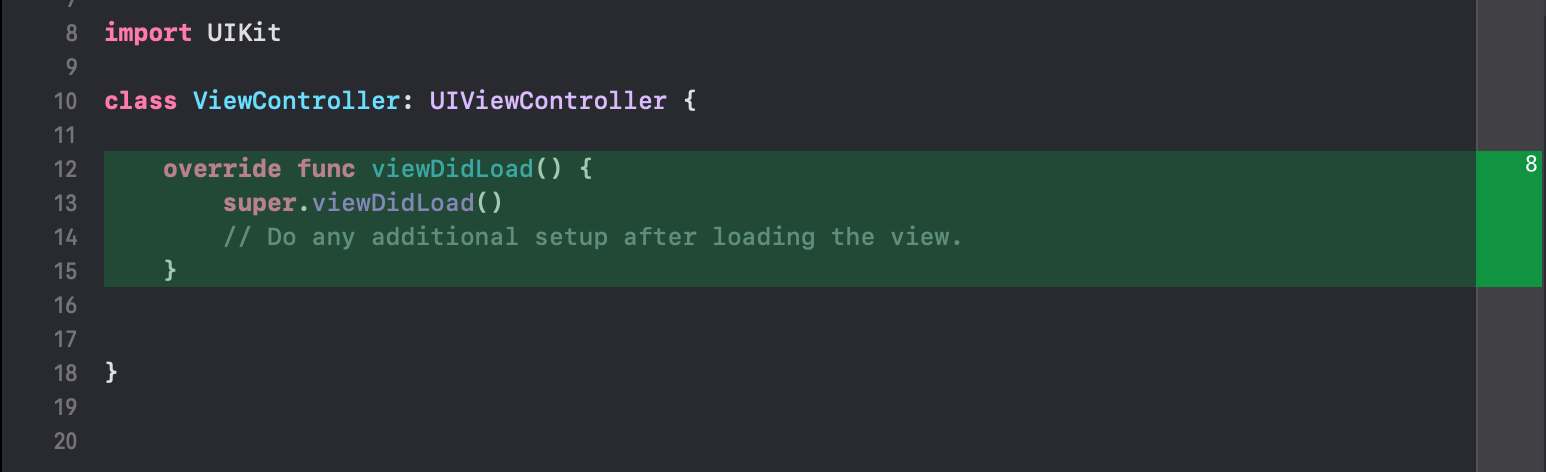 7
8 import UIKit
9
10 class ViewController: UIViewController {
11
12     override func viewDidLoad() { 8
13         super.viewDidLoad()
14         // Do any additional setup after loading the view.
15     }
16
17
18 }
19
20